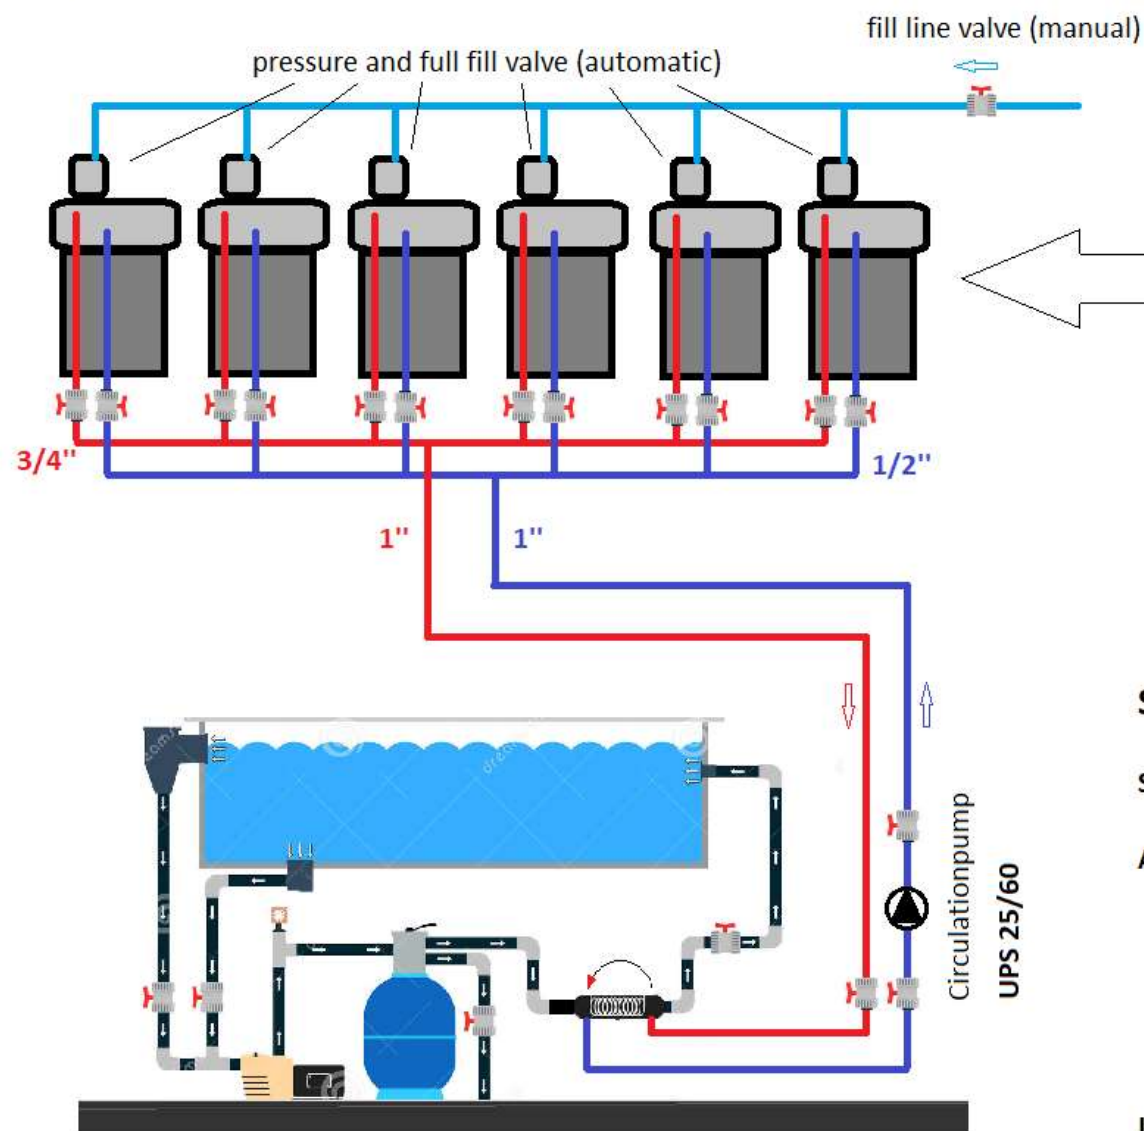 fill line valve (manual)
pressure and full fill valve (automatic)
3/4''
1/2''
1''
1''
S
s
A
Circulationpump
UPS 25/60